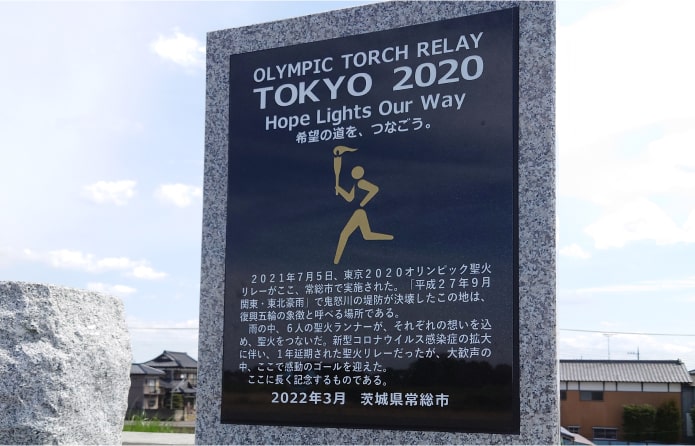 OLYMPIC TORCH RELAY
TOKYO 2020
Hope Lights Our Way
希望の道を、つなごう。
2021年7月5日、東京2020オリンピック聖火
リレーがここ、常総市で実施された。「平成27年9月
関東・東北豪雨」で鬼怒川の堤防が決壊したこの地は、
復興五輪の象徴と呼べる場所である。
雨の中、6人の聖火ランナーが、それぞれの想いを込
め、聖火をつないだ。新型コロナウイルス感染症の拡大
に伴い、1年延期された聖火リレーだったが、大歓声の
中、ここで感動のゴールを迎えた。
ここに長く記念するものである。
2022年3月　茨城県常総市